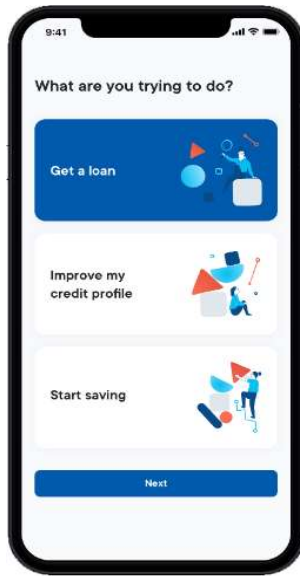 9:41
What are you trying to do?
Get a loan
Improve my
credit profile
Start saving
Next